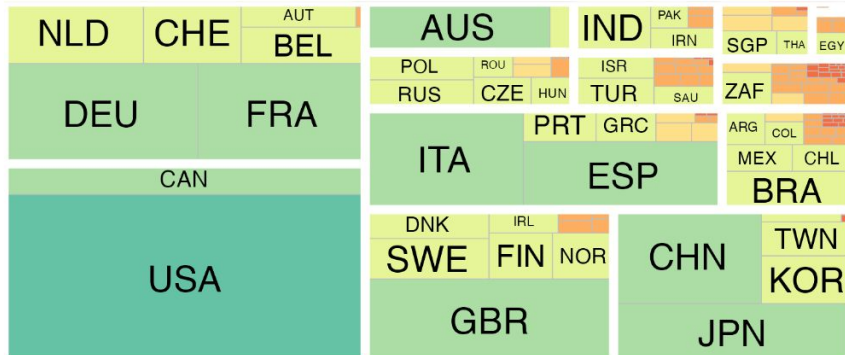 NLD
CHE
AUT
BEL
DEU
FRA
CAN
USA
AUS
IND
PAK
IRN
SGP
THA
EGY
POL
ROU
RUS
CZE
HUN
ISR
TUR
SAU
ZAF
ITA
PRT
GRC
ESP
ARG
COL
MEX
CHL
BRA
DNK
IRL
SWE
FIN
NOR
GBR
CHN
TWN
KOR
JPN